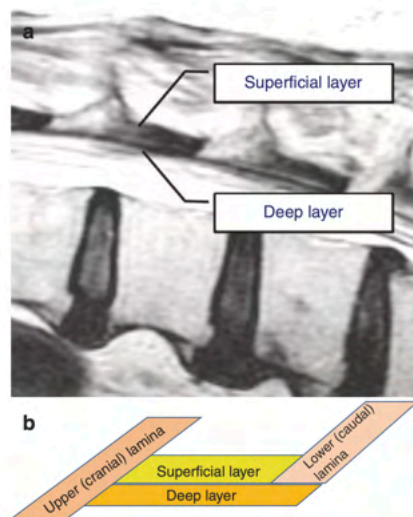 a
Superficial layer
Deep layer
b
Upper (cranial) lamina
Superficial layer
Deep layer
Lower (caudal)
lamina